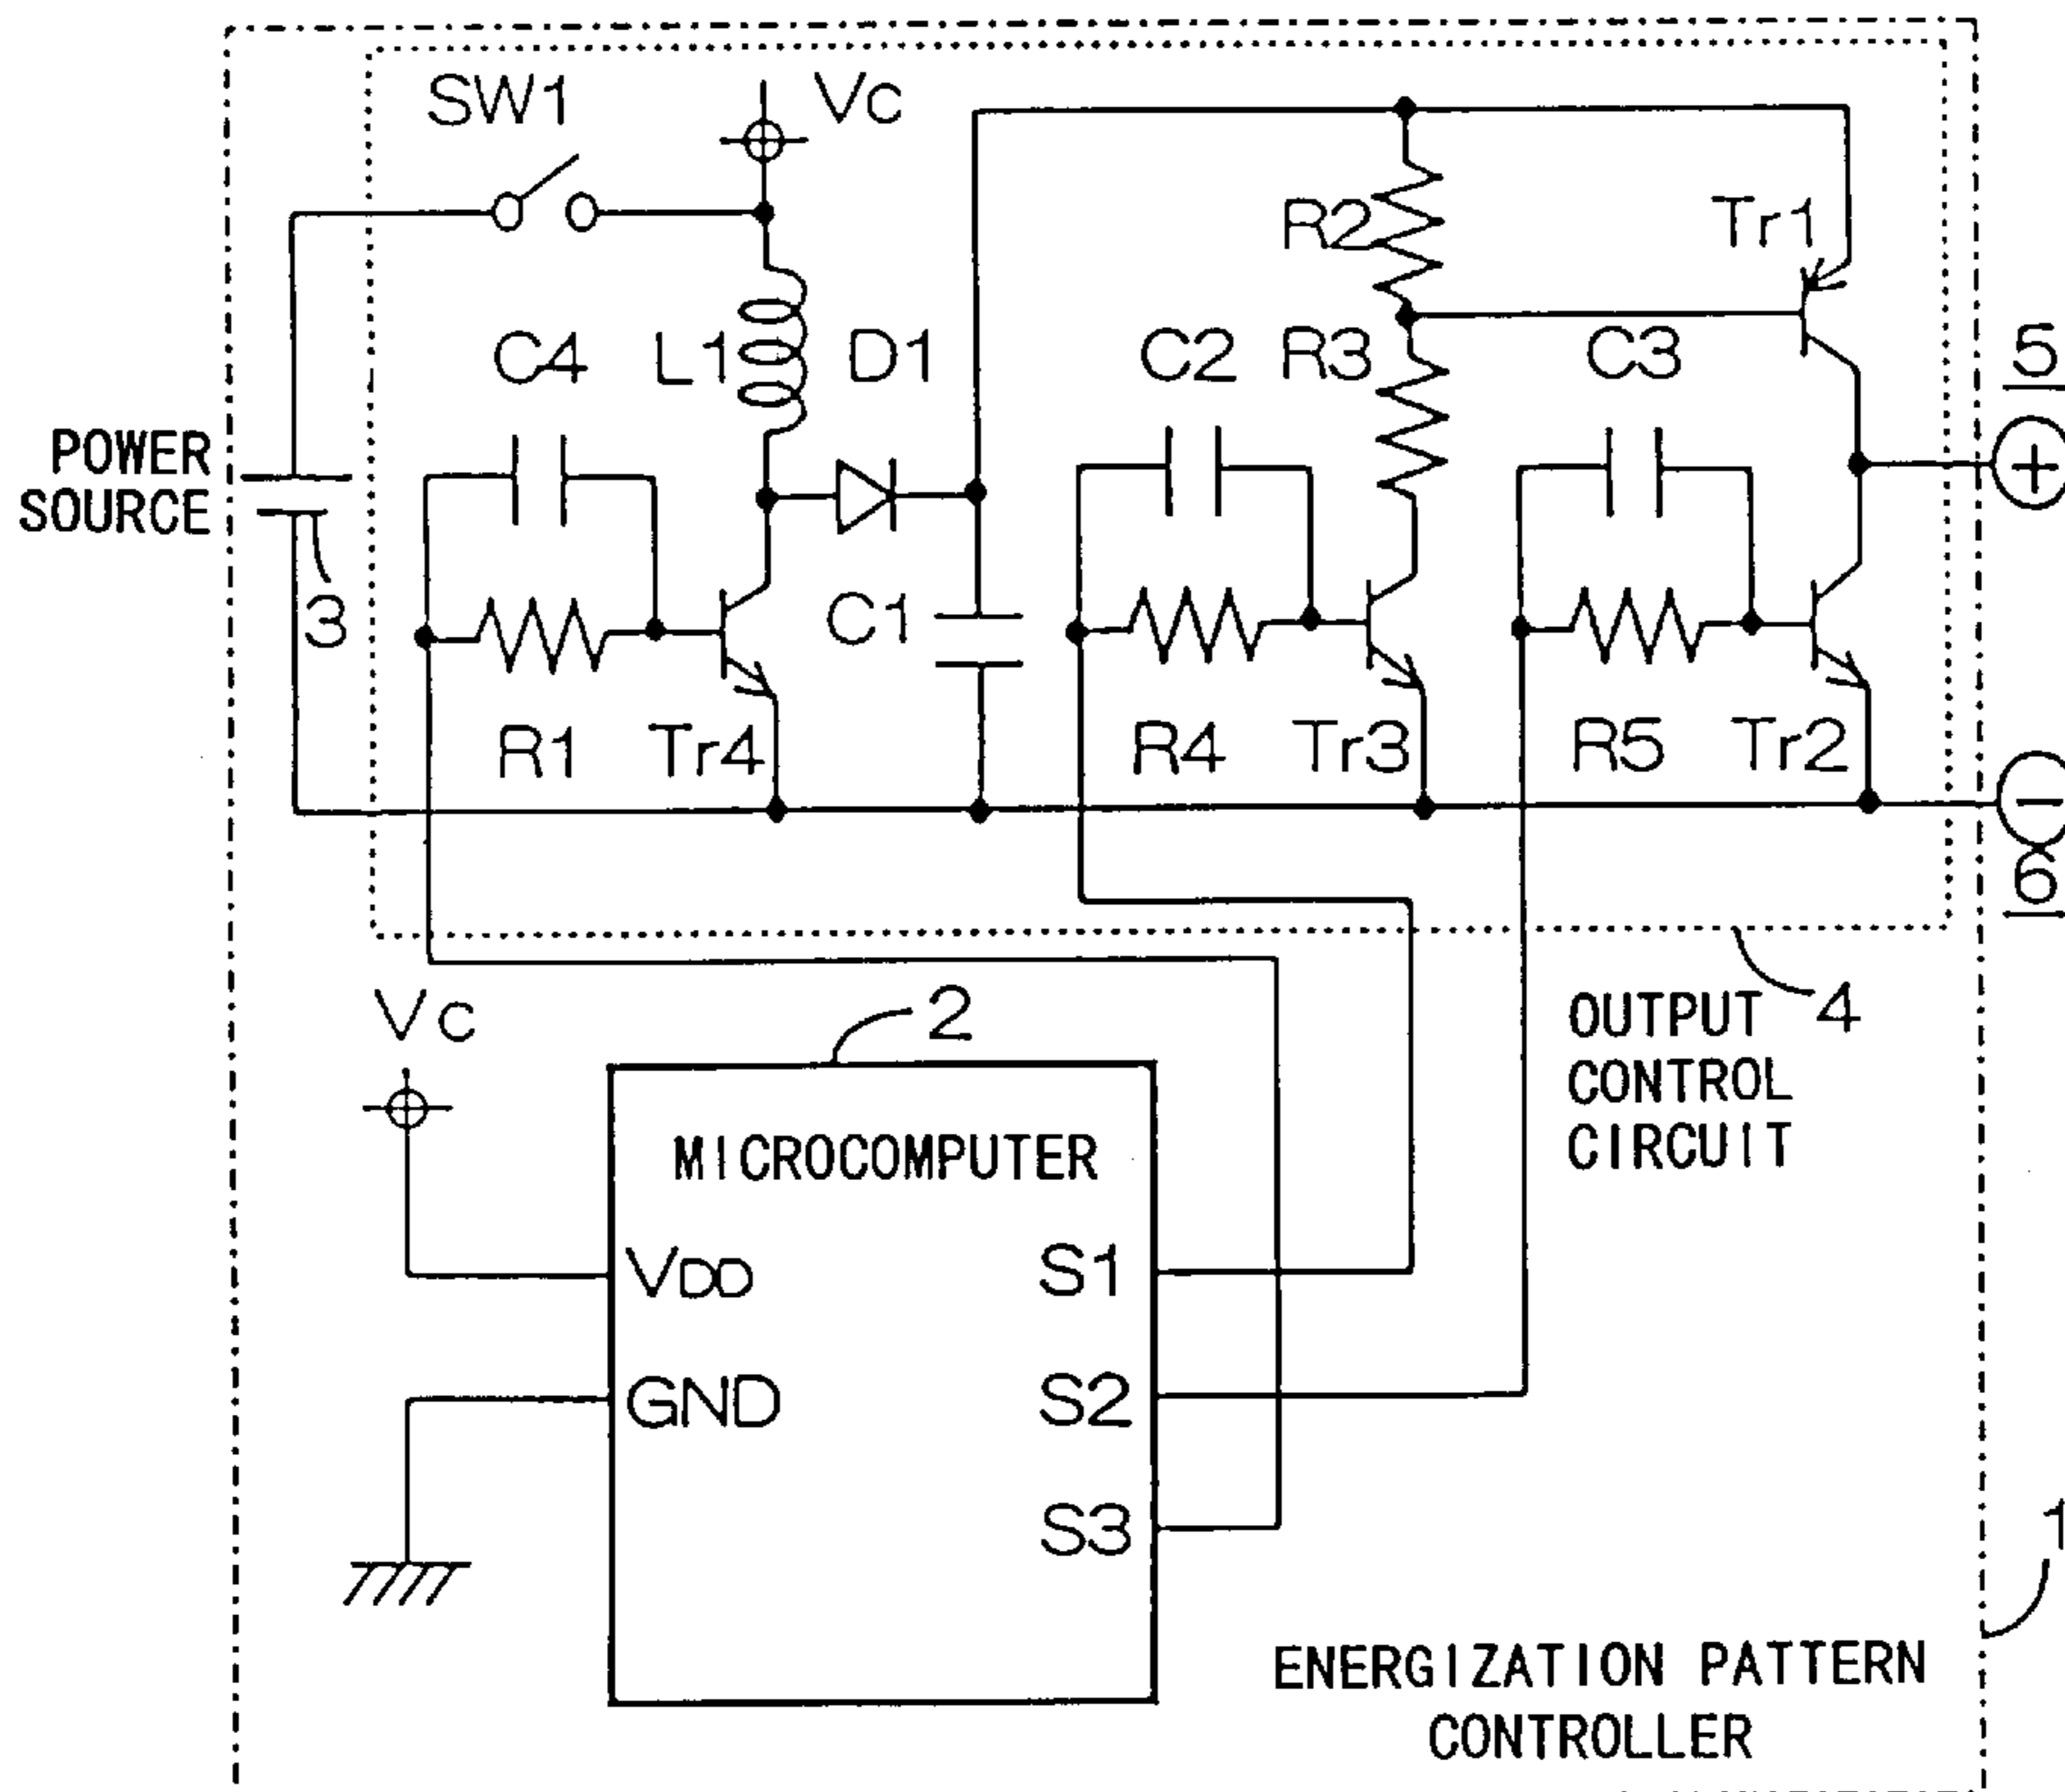 SW1
Vc
R2
Tr1
C4
L1
D1
C2
R3
C3
5
+
POWER
SOURCE
3
C1
R1
Tr4
R4
Tr3
R5
Tr2
−
6
Vc
2
OUTPUT
CONTROL
CIRCUIT
4
MICROCOMPUTER
VDD
S1
GND
S2
S3
1
ENERGIZATION PATTERN
CONTROLLER